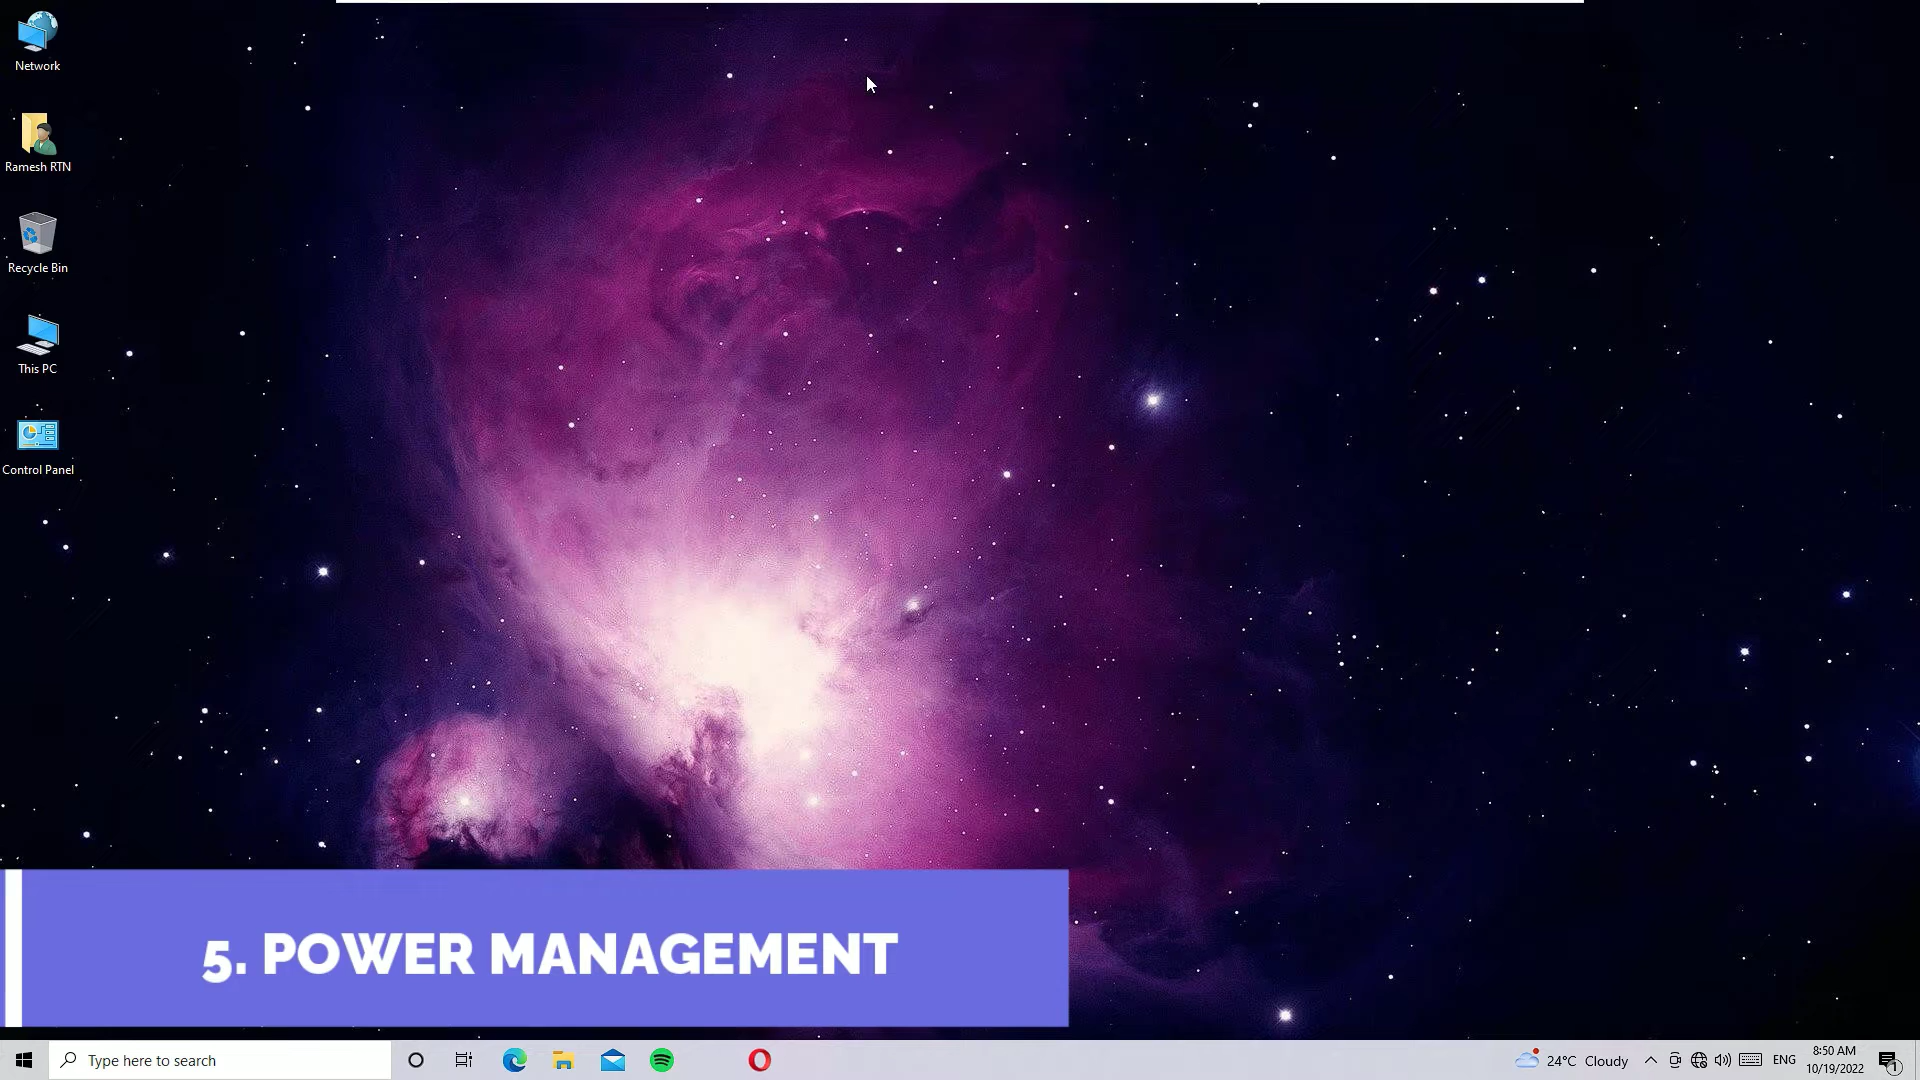 Network
Ramesh RTN
Recycle Bin
This PC
Control Panel
5. POWER MANAGEMENT
Type here to search
24°C Cloudy
ENG
8:50 AM
10/19/2022
1